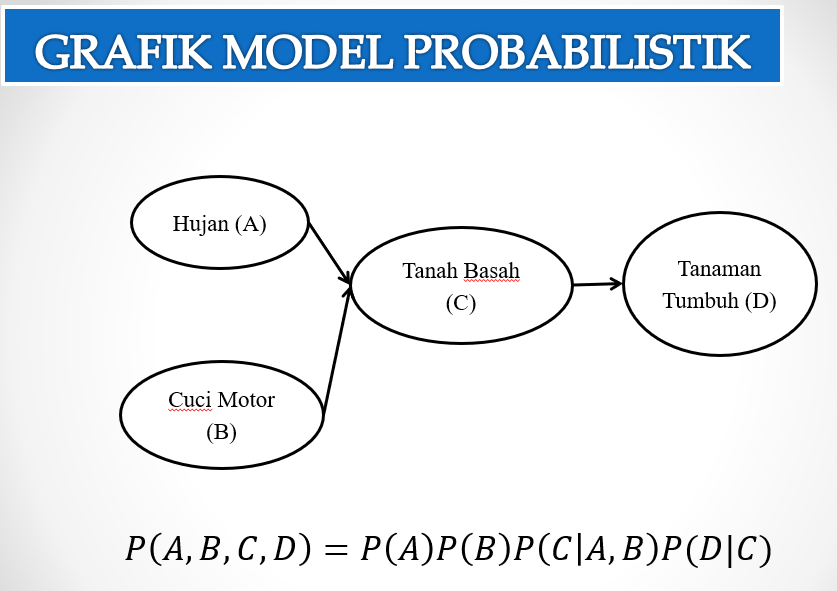 GRAFIK MODEL PROBABILISTIK
Hujan (A)
Tanah Basah
(C)
Tanaman
Tumbuh (D)
Cuci Motor
(B)
P(A, B, C, D) = P(A)P(B)P(C|A, B)P(D|C)